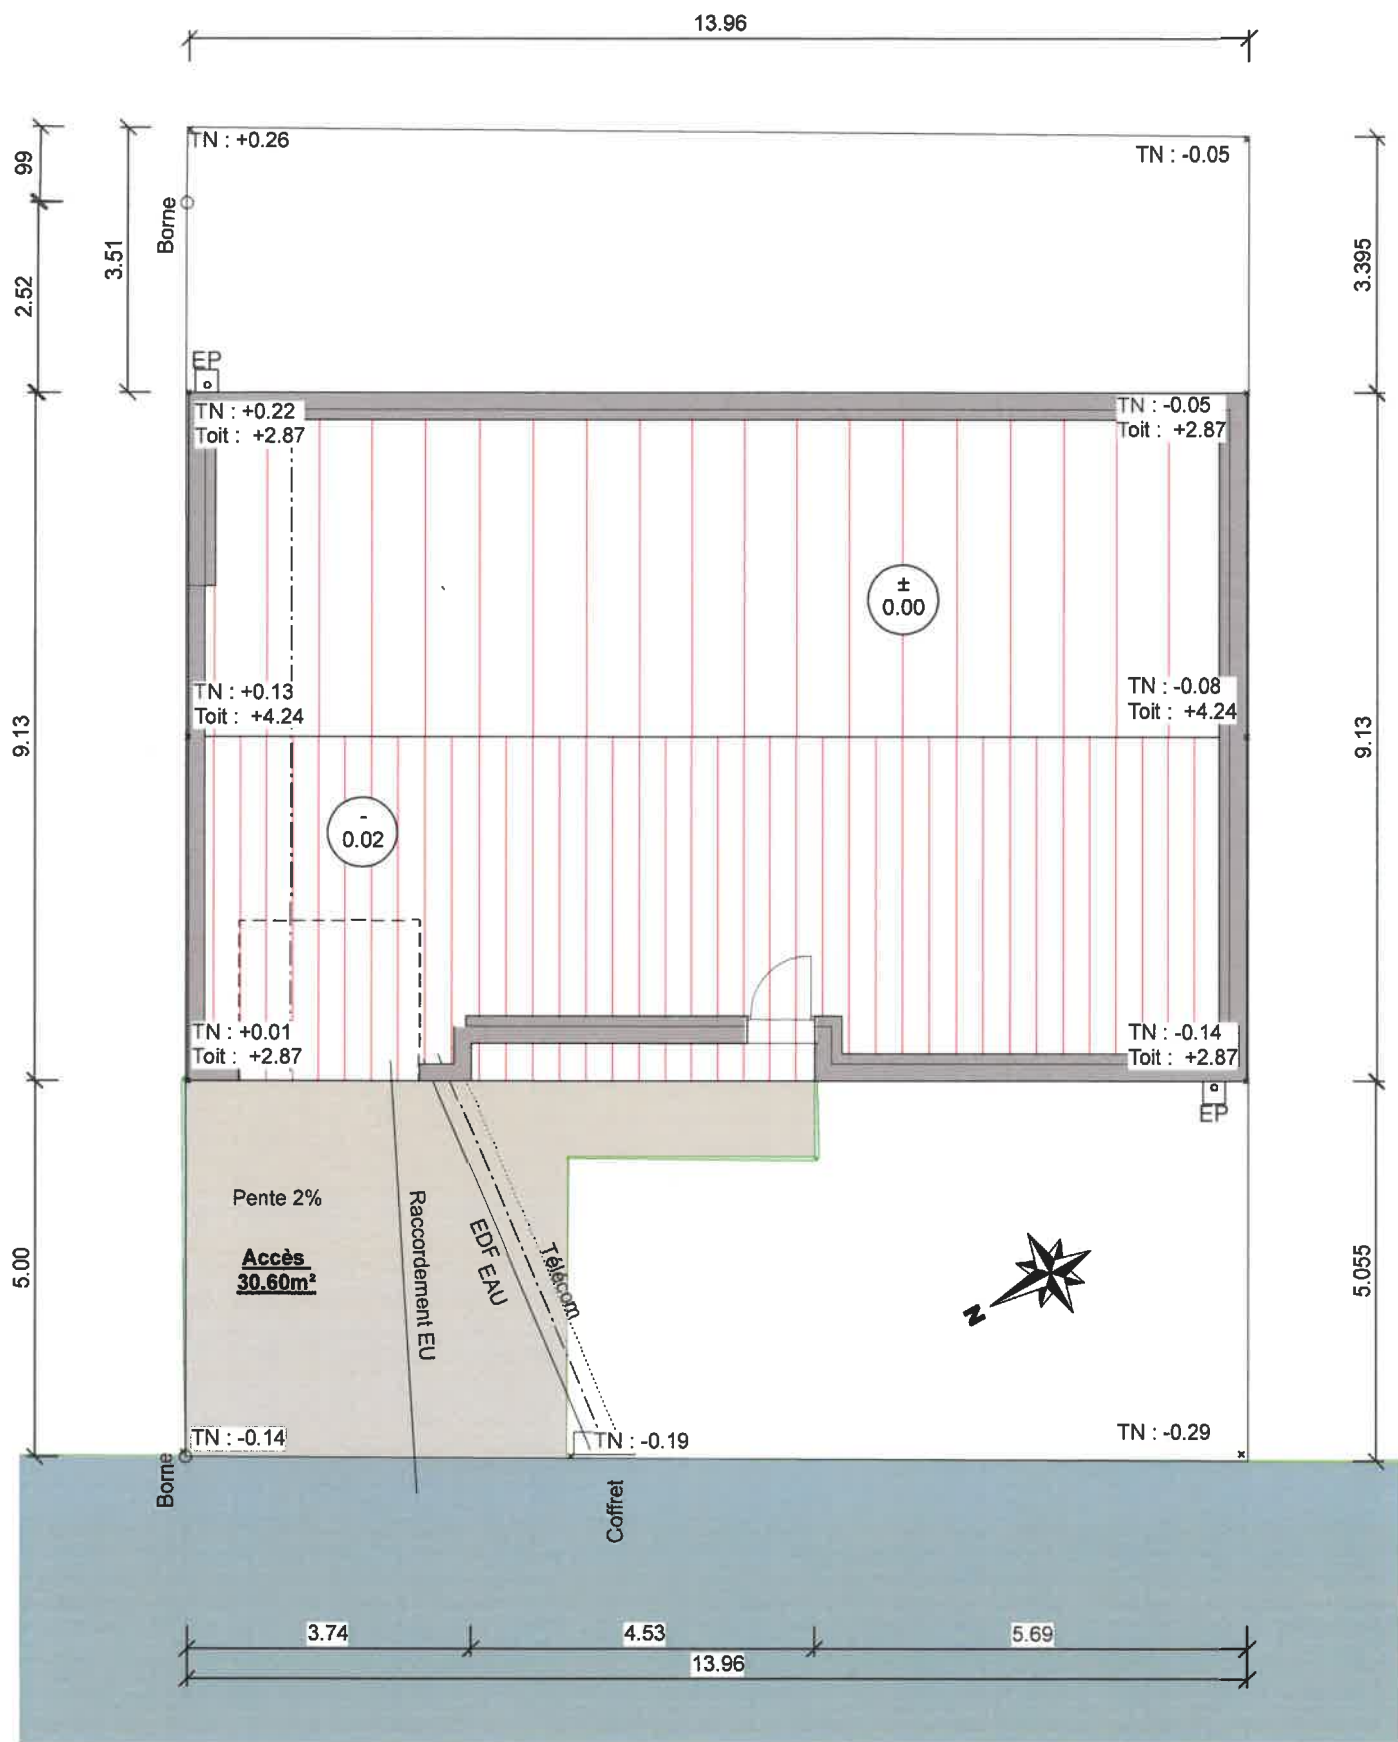 13.96
TN : +0.26
TN : -0.05
99
Borne
3.51
2.52
3.395
EP
TN : +0.22
Toit : +2.87
TN : -0.05
Toit : +2.87
±
0.00
TN : +0.13
Toit : +4.24
TN : -0.08
Toit : +4.24
9.13
9.13
-
0.02
TN : +0.01
Toit : +2.87
TN : -0.14
Toit : +2.87
EP
Pente 2%
Accès
30.60m²
Raccordement EU
EDF EAU
Télécom
5.00
5.055
N
TN : -0.14
TN : -0.19
TN : -0.29
Borne
Coffret
3.74
4.53
5.69
13.96